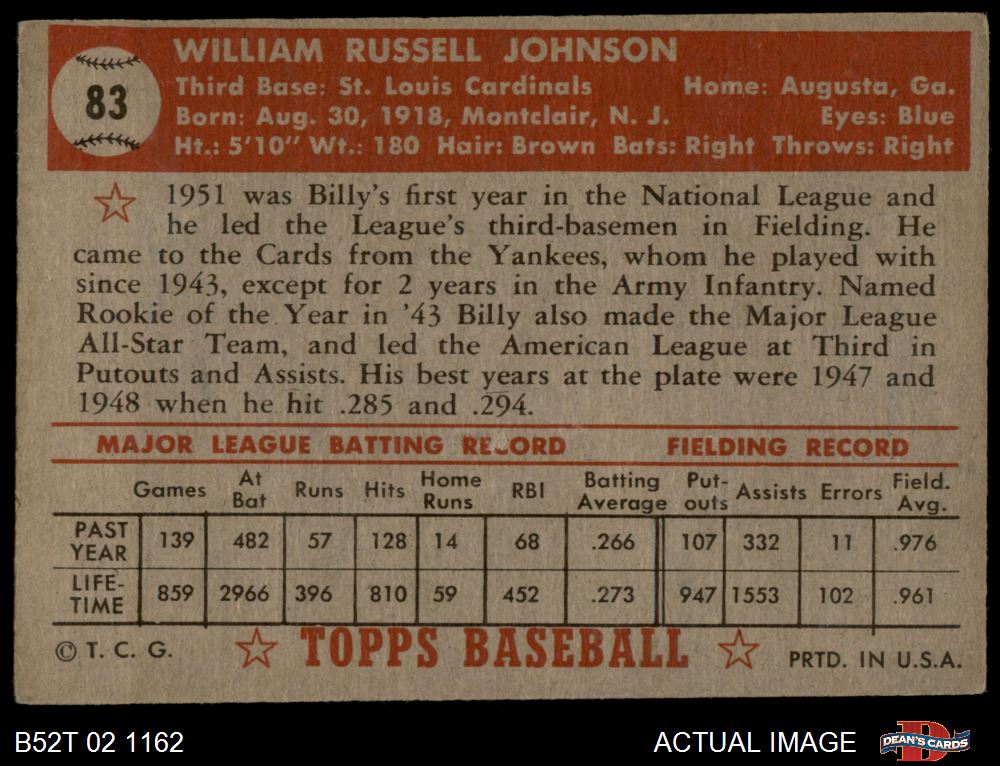 83
WILLIAM RUSSELL JOHNSON
Third Base: St. Louis Cardinals Home: Augusta, Ga.
Born: Aug. 30, 1918, Montclair, N. J. Eyes: Blue
Ht.: 5'10" Wt.: 180 Hair: Brown Bats: Right Throws: Right
1951 was Billy's first year in the National League and
he led the League's third-basemen in Fielding. He
came to the Cards from the Yankees, whom he played with
since 1943, except for 2 years in the Army Infantry. Named
Rookie of the Year in '43 Billy also made the Major League
All-Star Team, and led the American League at Third in
Putouts and Assists. His best years at the plate were 1947 and
1948 when he hit .285 and .294.
MAJOR LEAGUE BATTING RECORD FIELDING RECORD
Games At Bat Runs Hits Home Runs RBI Batting Average Put-outs Assists Errors Field. Avg.
PAST YEAR 139 482 57 128 14 68 .266 107 332 11 .976
LIFE-TIME 859 2966 396 810 59 452 .273 947 1553 102 .961
© T. C. G. TOPPS BASEBALL PRTD. IN U.S.A.
B52T 02 1162 ACTUAL IMAGE D DEAN'S CARDS